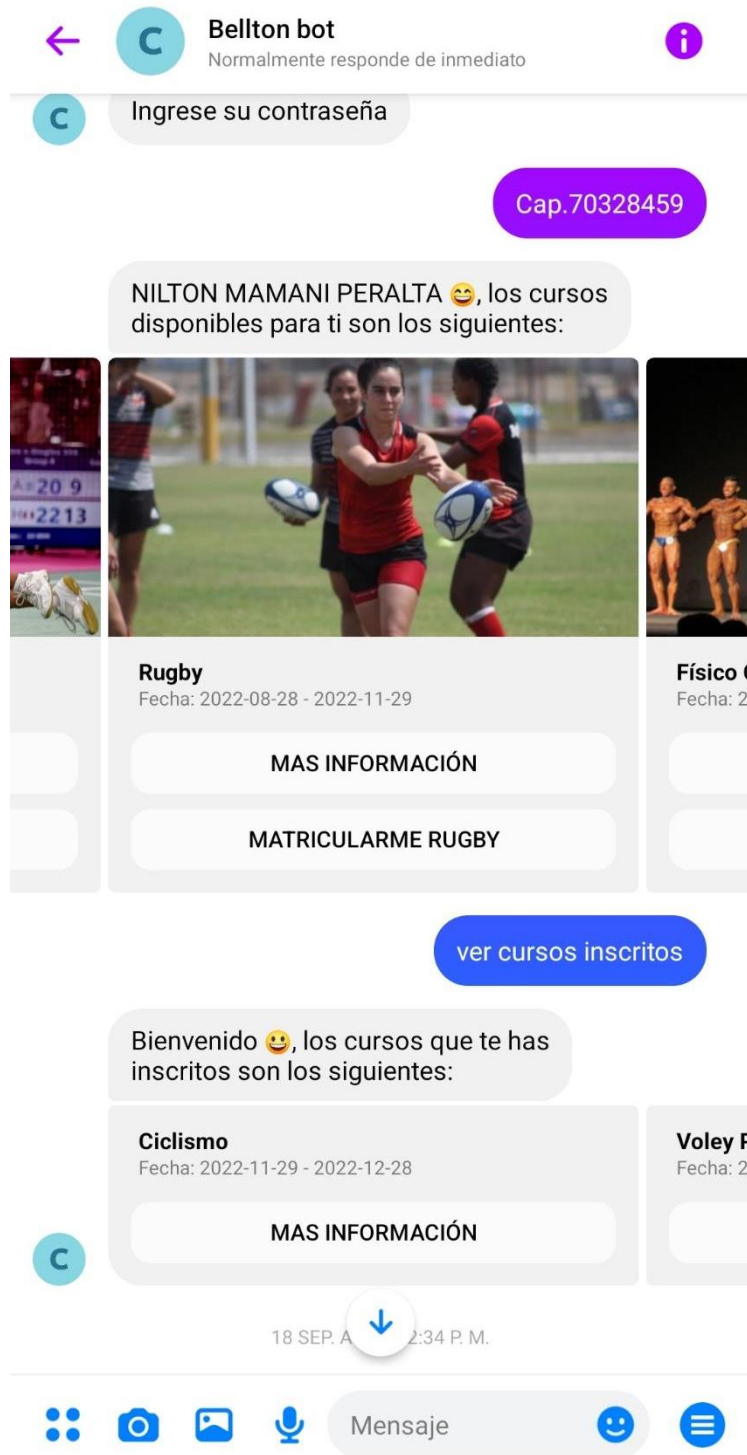 C
Bellton bot
Normalmente responde de inmediato
C
Ingrese su contraseña
Cap.70328459
NILTON MAMANI PERALTA 😄, los cursos
disponibles para ti son los siguientes:
20 9
22 13
Rugby
Fecha: 2022-08-28 - 2022-11-29
MAS INFORMACIÓN
MATRICULARME RUGBY
Físico
Fecha: 2
ver cursos inscritos
Bienvenido 😀, los cursos que te has
inscritos son los siguientes:
Ciclismo
Fecha: 2022-11-29 - 2022-12-28
MAS INFORMACIÓN
Voley
Fecha: 2
C
18 SEP. A 2:34 P. M.
Mensaje